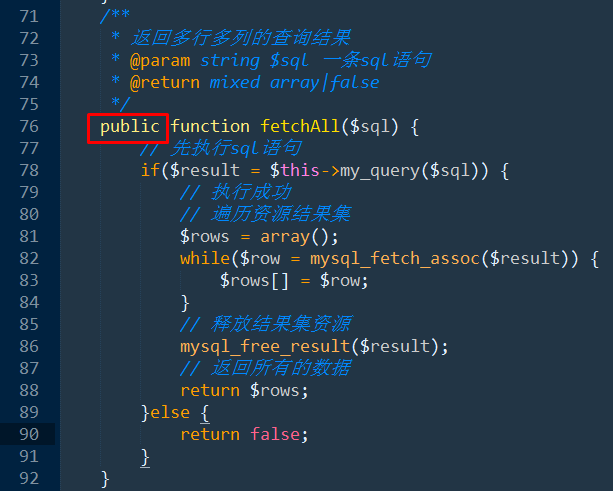 71 /**
72 * 返回多行多列的查询结果
73 * @param string $sql 一条sql语句
74 * @return mixed array|false
75 */
76 public function fetchAll($sql) {
77 // 先执行sql语句
78 if($result = $this->my_query($sql)) {
79 // 执行成功
80 // 遍历资源结果集
81 $rows = array();
82 while($row = mysql_fetch_assoc($result)) {
83 $rows[] = $row;
84 }
85 // 释放结果集资源
86 mysql_free_result($result);
87 // 返回所有的数据
88 return $rows;
89 }else {
90 return false;
91 }
92 }